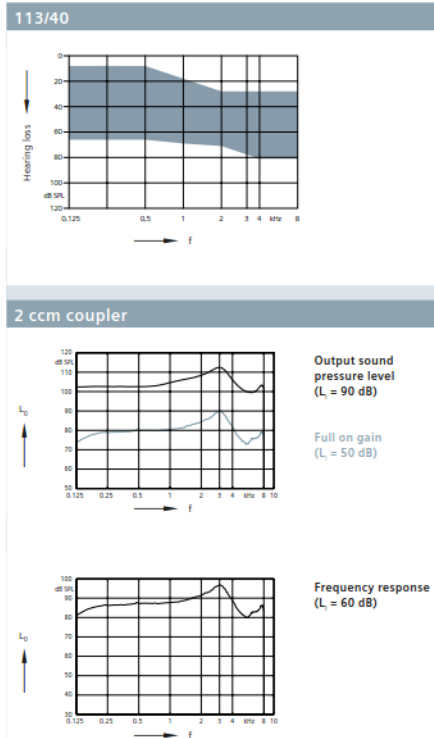 113/40
0
20
40
60
80
100
dB SPL
120
Hearing loss
0,125 0,5 1 2 3 4 kHz 8
f
2 ccm coupler
120
dB SPL
110
100
90
80
70
60
50
L₀
0.125 0.25 0.5 1 2 3 4 kHz 8 10
f
Output sound
pressure level
(Lᵢ = 90 dB)
Full on gain
(Lᵢ = 50 dB)
100
dB SPL
90
80
70
60
50
40
30
L₀
0.125 0.25 0.5 1 2 3 4 kHz 8 10
f
Frequency response
(Lᵢ = 60 dB)